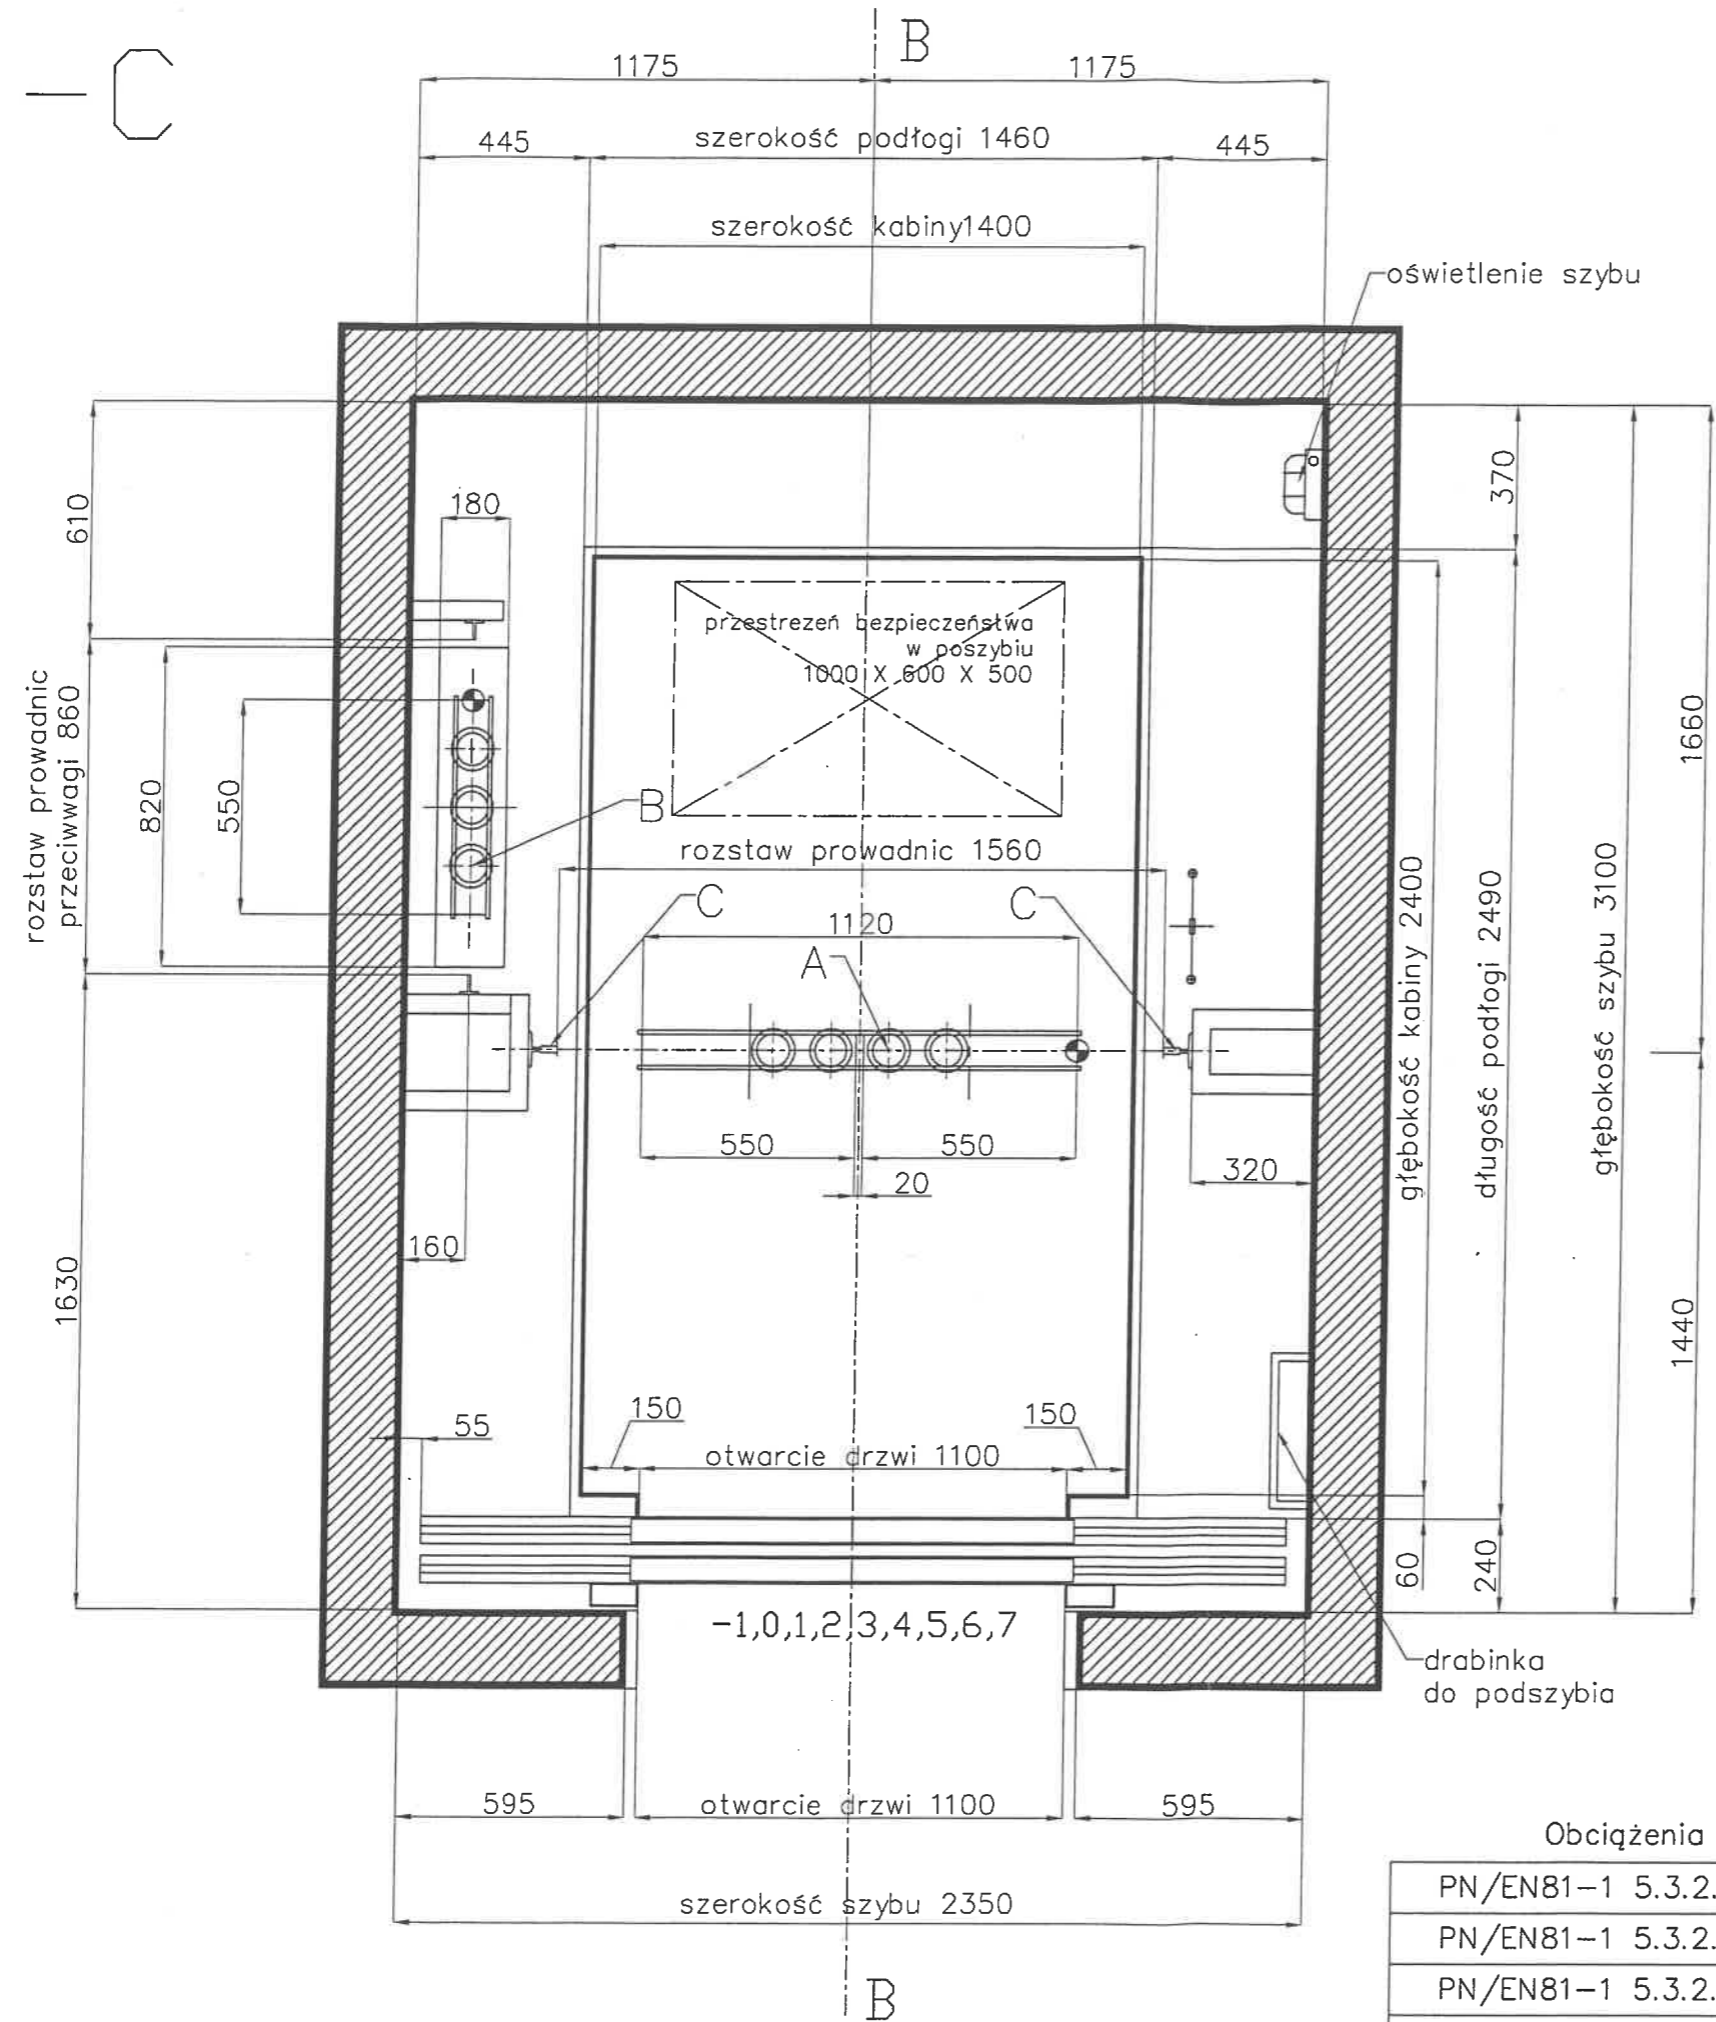 B
C
1175
1175
445
szerokość podłogi 1460
445
szerokość kabiny1400
oświetlenie szybu
610
180
370
przestrezeń bezpieczeństwa
w poszybiu
1000 X 600 X 500
rozstaw prowadnic
przeciwwagi 860
820
550
B
1660
rozstaw prowadnic 1560
C
C
1120
A
głębokość kabiny 2400
długość podłogi 2490
głębokość szybu 3100
550
550
20
320
160
1630
1440
55
150
150
otwarcie drzwi 1100
60
240
-1,0,1,2,3,4,5,6,7
drabinka
do podszybia
595
otwarcie drzwi 1100
595
szerokość szybu 2350
B
Obciążenia
PN/EN81-1 5.3.2.
PN/EN81-1 5.3.2.
PN/EN81-1 5.3.2.